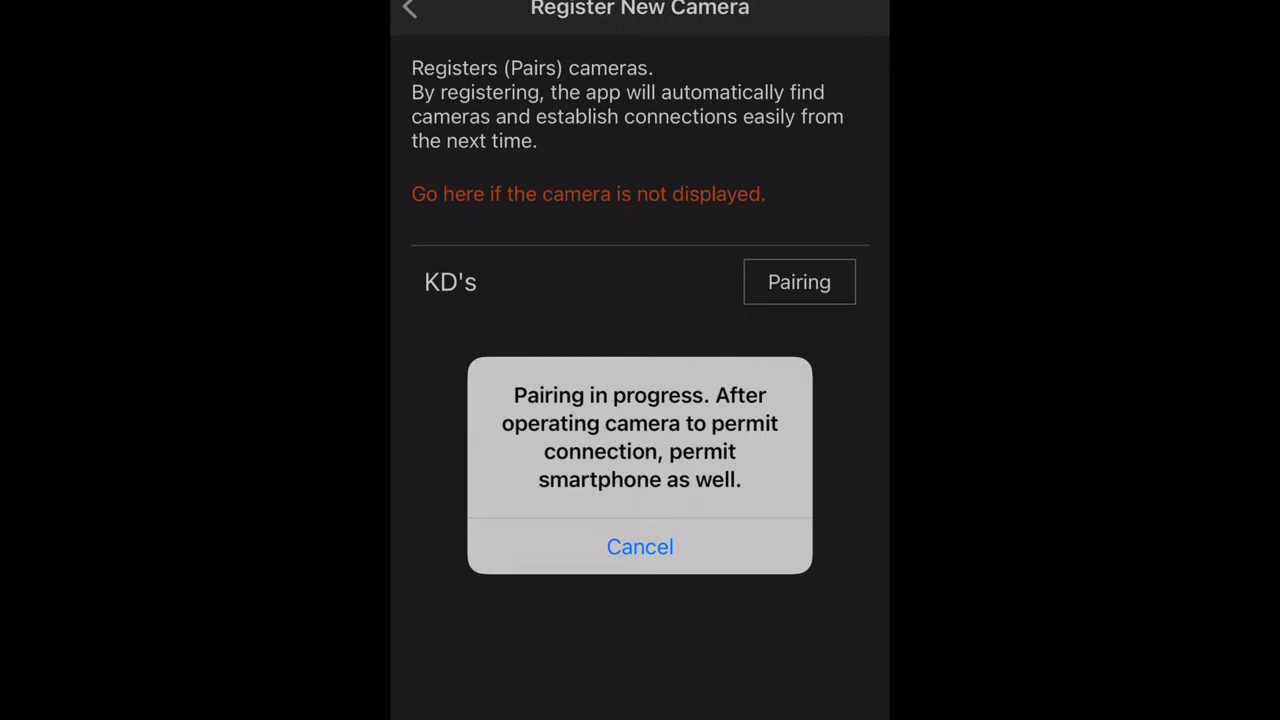 Register New Camera
Registers (Pairs) cameras.
By registering, the app will automatically find
cameras and establish connections easily from
the next time.
Go here if the camera is not displayed.
KD's
Pairing
Pairing in progress. After
operating camera to permit
connection, permit
smartphone as well.
Cancel